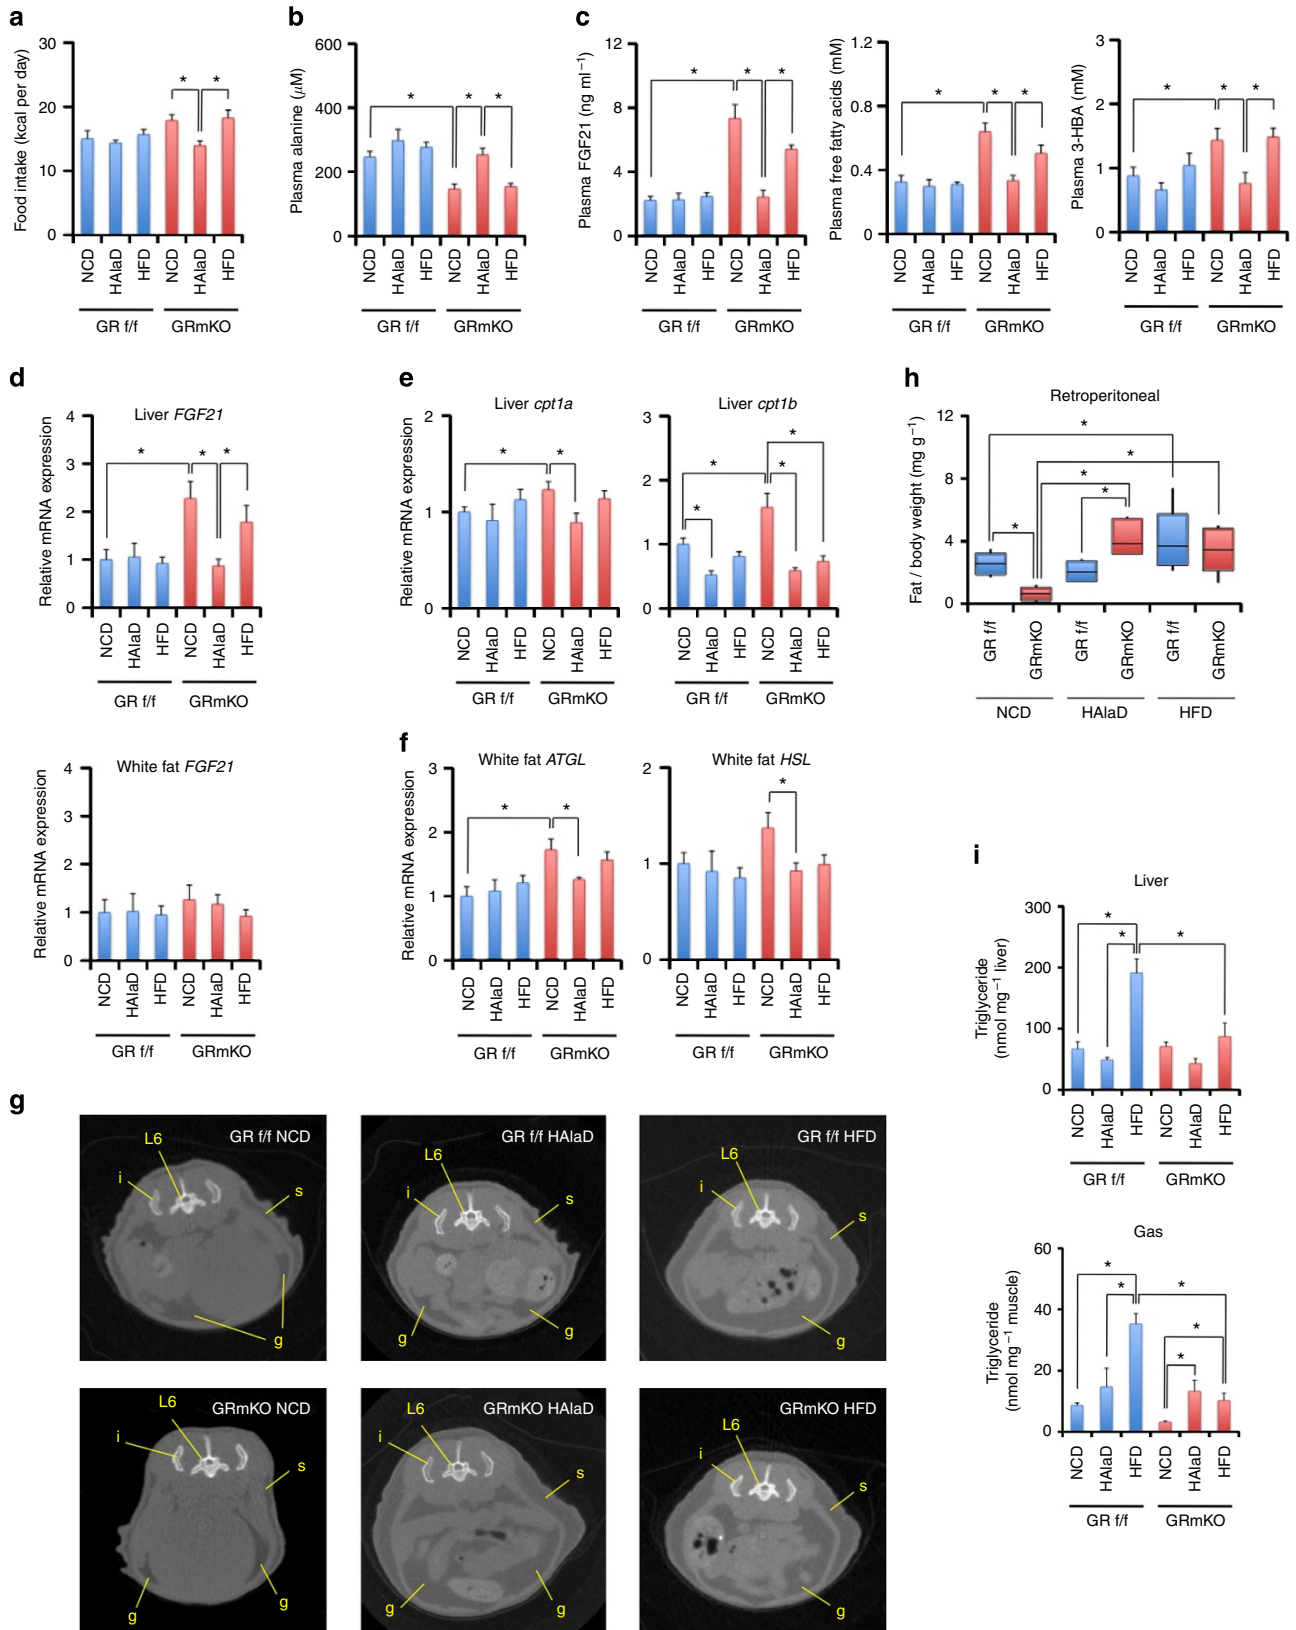 a
Food intake (kcal per day)
30
20
10
0
NCD
HAlaD
HFD
NCD
HAlaD
HFD
GR f/f
GRmKO
*
*
b
Plasma alanine (μM)
600
400
200
0
NCD
HAlaD
HFD
NCD
HAlaD
HFD
GR f/f
GRmKO
*
*
*
c
Plasma FGF21 (ng ml−1)
12
8
4
0
NCD
HAlaD
HFD
NCD
HAlaD
HFD
GR f/f
GRmKO
*
*
*
Plasma free fatty acids (mM)
1.2
0.8
0.4
0
NCD
HAlaD
HFD
NCD
HAlaD
HFD
GR f/f
GRmKO
*
*
*
Plasma 3-HBA (mM)
3
2
1
0
NCD
HAlaD
HFD
NCD
HAlaD
HFD
GR f/f
GRmKO
*
*
*
d
Liver FGF21
Relative mRNA expression
4
3
2
1
0
NCD
HAlaD
HFD
NCD
HAlaD
HFD
GR f/f
GRmKO
*
*
*
White fat FGF21
Relative mRNA expression
4
3
2
1
0
NCD
HAlaD
HFD
NCD
HAlaD
HFD
GR f/f
GRmKO
e
Liver cpt1a
Relative mRNA expression
2
1
0
NCD
HAlaD
HFD
NCD
HAlaD
HFD
GR f/f
GRmKO
*
*
Liver cpt1b
3
2
1
0
NCD
HAlaD
HFD
NCD
HAlaD
HFD
GR f/f
GRmKO
*
*
*
*
f
White fat ATGL
Relative mRNA expression
3
2
1
0
NCD
HAlaD
HFD
NCD
HAlaD
HFD
GR f/f
GRmKO
*
*
White fat HSL
2
1
0
NCD
HAlaD
HFD
NCD
HAlaD
HFD
GR f/f
GRmKO
*
h
Retroperitoneal
Fat / body weight (mg g−1)
12
8
4
0
GR f/f
GRmKO
GR f/f
GRmKO
GR f/f
GRmKO
NCD
HAlaD
HFD
*
*
*
*
*
i
Liver
Triglyceride
(nmol mg−1 liver)
300
200
100
0
NCD
HAlaD
HFD
NCD
HAlaD
HFD
GR f/f
GRmKO
*
*
*
Gas
Triglyceride
(nmol mg−1 muscle)
60
40
20
0
NCD
HAlaD
HFD
NCD
HAlaD
HFD
GR f/f
GRmKO
*
*
*
*
*
g
GR f/f NCD
L6
i
s
g
GR f/f HAlaD
L6
i
s
g
g
GR f/f HFD
L6
i
s
g
GRmKO NCD
L6
i
s
g
g
GRmKO HAlaD
L6
i
s
g
g
GRmKO HFD
L6
i
s
g